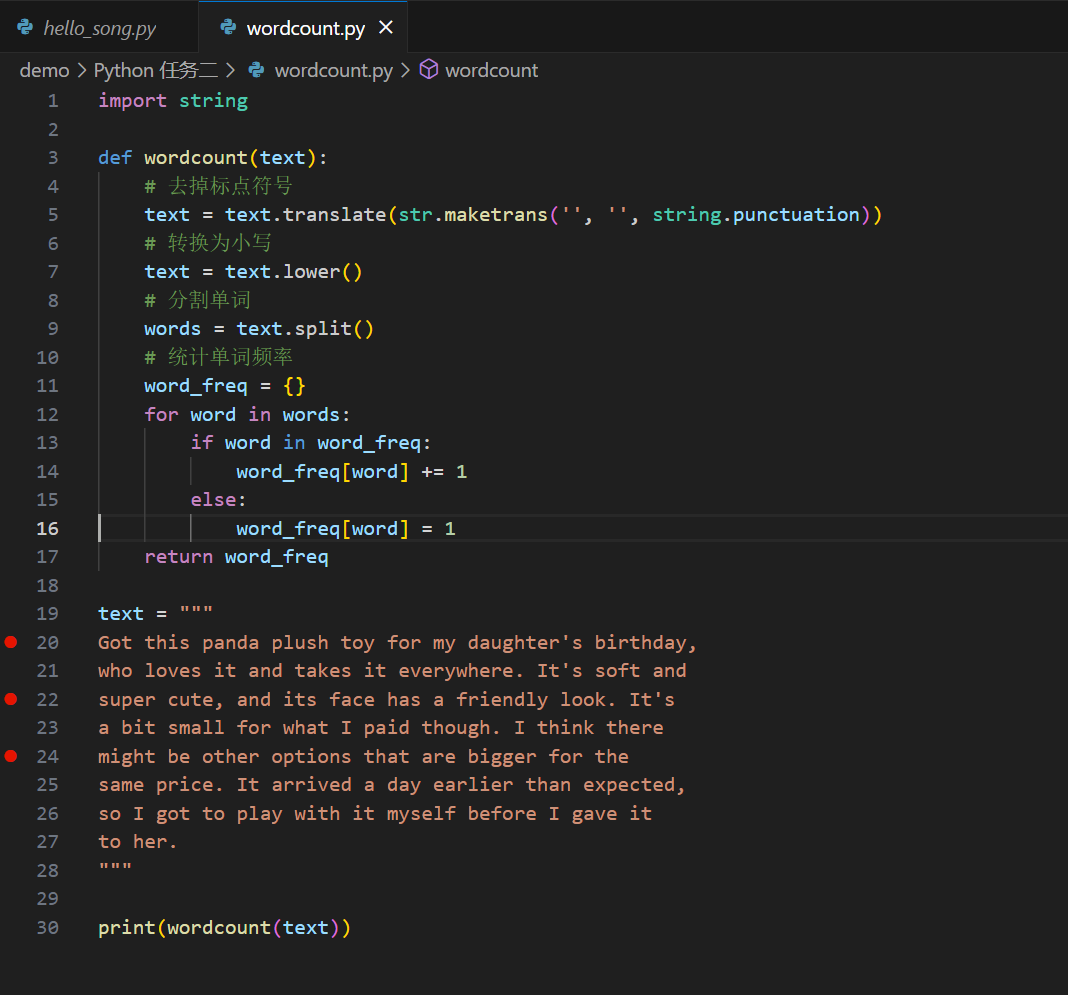 hello_song.py
wordcount.py
demo > Python 任务二 > wordcount.py > wordcount
1 import string
2
3 def wordcount(text):
4     # 去掉标点符号
5     text = text.translate(str.maketrans('', '', string.punctuation))
6     # 转换为小写
7     text = text.lower()
8     # 分割单词
9     words = text.split()
10     # 统计单词频率
11     word_freq = {}
12     for word in words:
13         if word in word_freq:
14             word_freq[word] += 1
15         else:
16             word_freq[word] = 1
17     return word_freq
18
19 text = """
20 Got this panda plush toy for my daughter's birthday,
21 who loves it and takes it everywhere. It's soft and
22 super cute, and its face has a friendly look. It's
23 a bit small for what I paid though. I think there
24 might be other options that are bigger for the
25 same price. It arrived a day earlier than expected,
26 so I got to play with it myself before I gave it
27 to her.
28 """
29
30 print(wordcount(text))